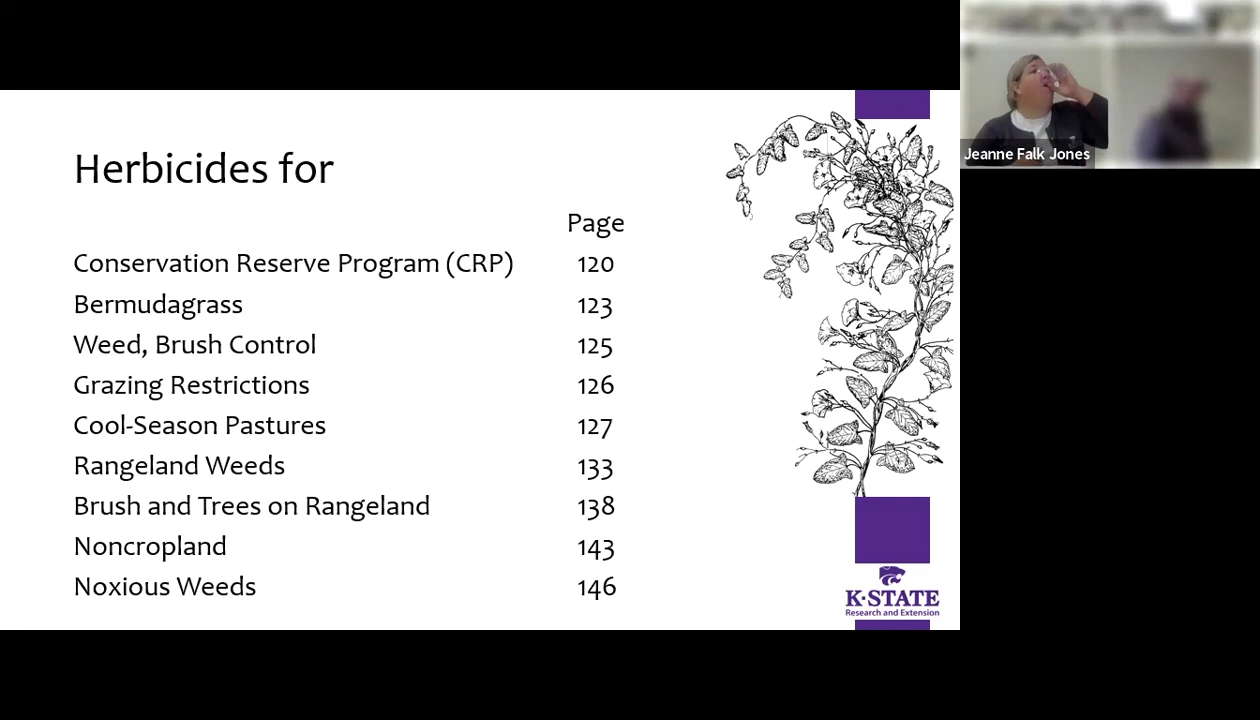 Herbicides for
Page
Conservation Reserve Program (CRP) 120
Bermudagrass 123
Weed, Brush Control 125
Grazing Restrictions 126
Cool-Season Pastures 127
Rangeland Weeds 133
Brush and Trees on Rangeland 138
Noncropland 143
Noxious Weeds 146
K-STATE
Research and Extension
Jeanne Falk Jones